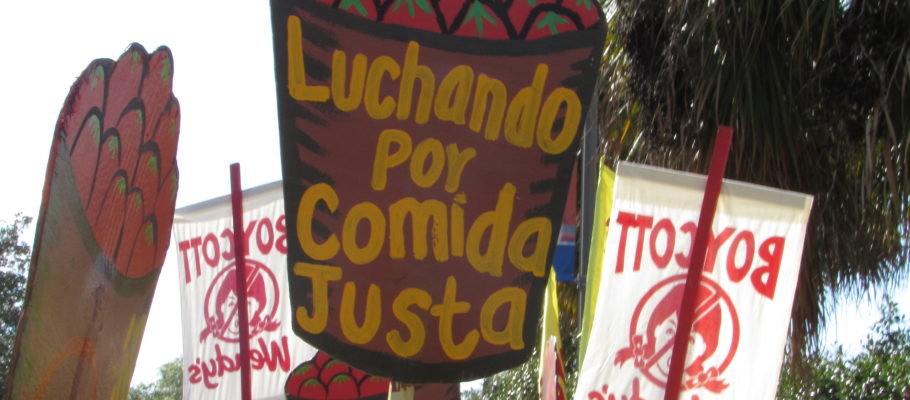 Luchando
Por
Comida
Justa
BOYCOTT
Wendy's
BOYCOTT